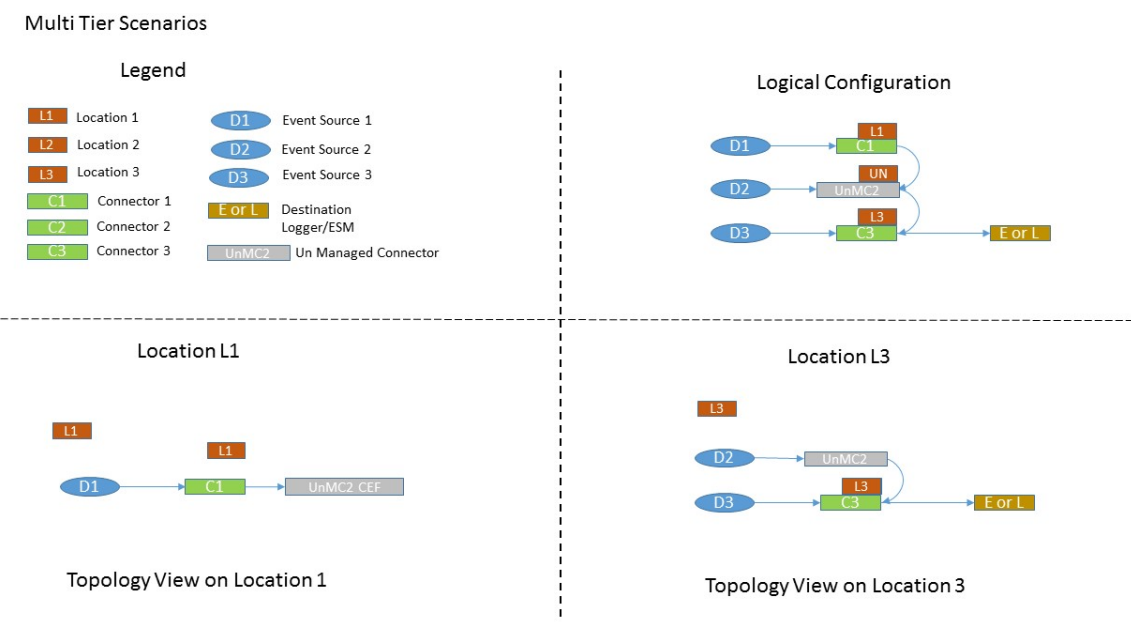 Multi Tier Scenarios
Legend
L1 Location 1
L2 Location 2
L3 Location 3
C1 Connector 1
C2 Connector 2
C3 Connector 3
D1 Event Source 1
D2 Event Source 2
D3 Event Source 3
E or L Destination
Logger/ESM
UnMC2 Un Managed Connector
Logical Configuration
L1
D1 C1
UN
D2 UnMC2
L3
D3 C3 E or L
Location L1
L1
L1
D1 C1 UnMC2 CEF
Topology View on Location 1
Location L3
L3
D2 UnMC2
L3
D3 C3 E or L
Topology View on Location 3